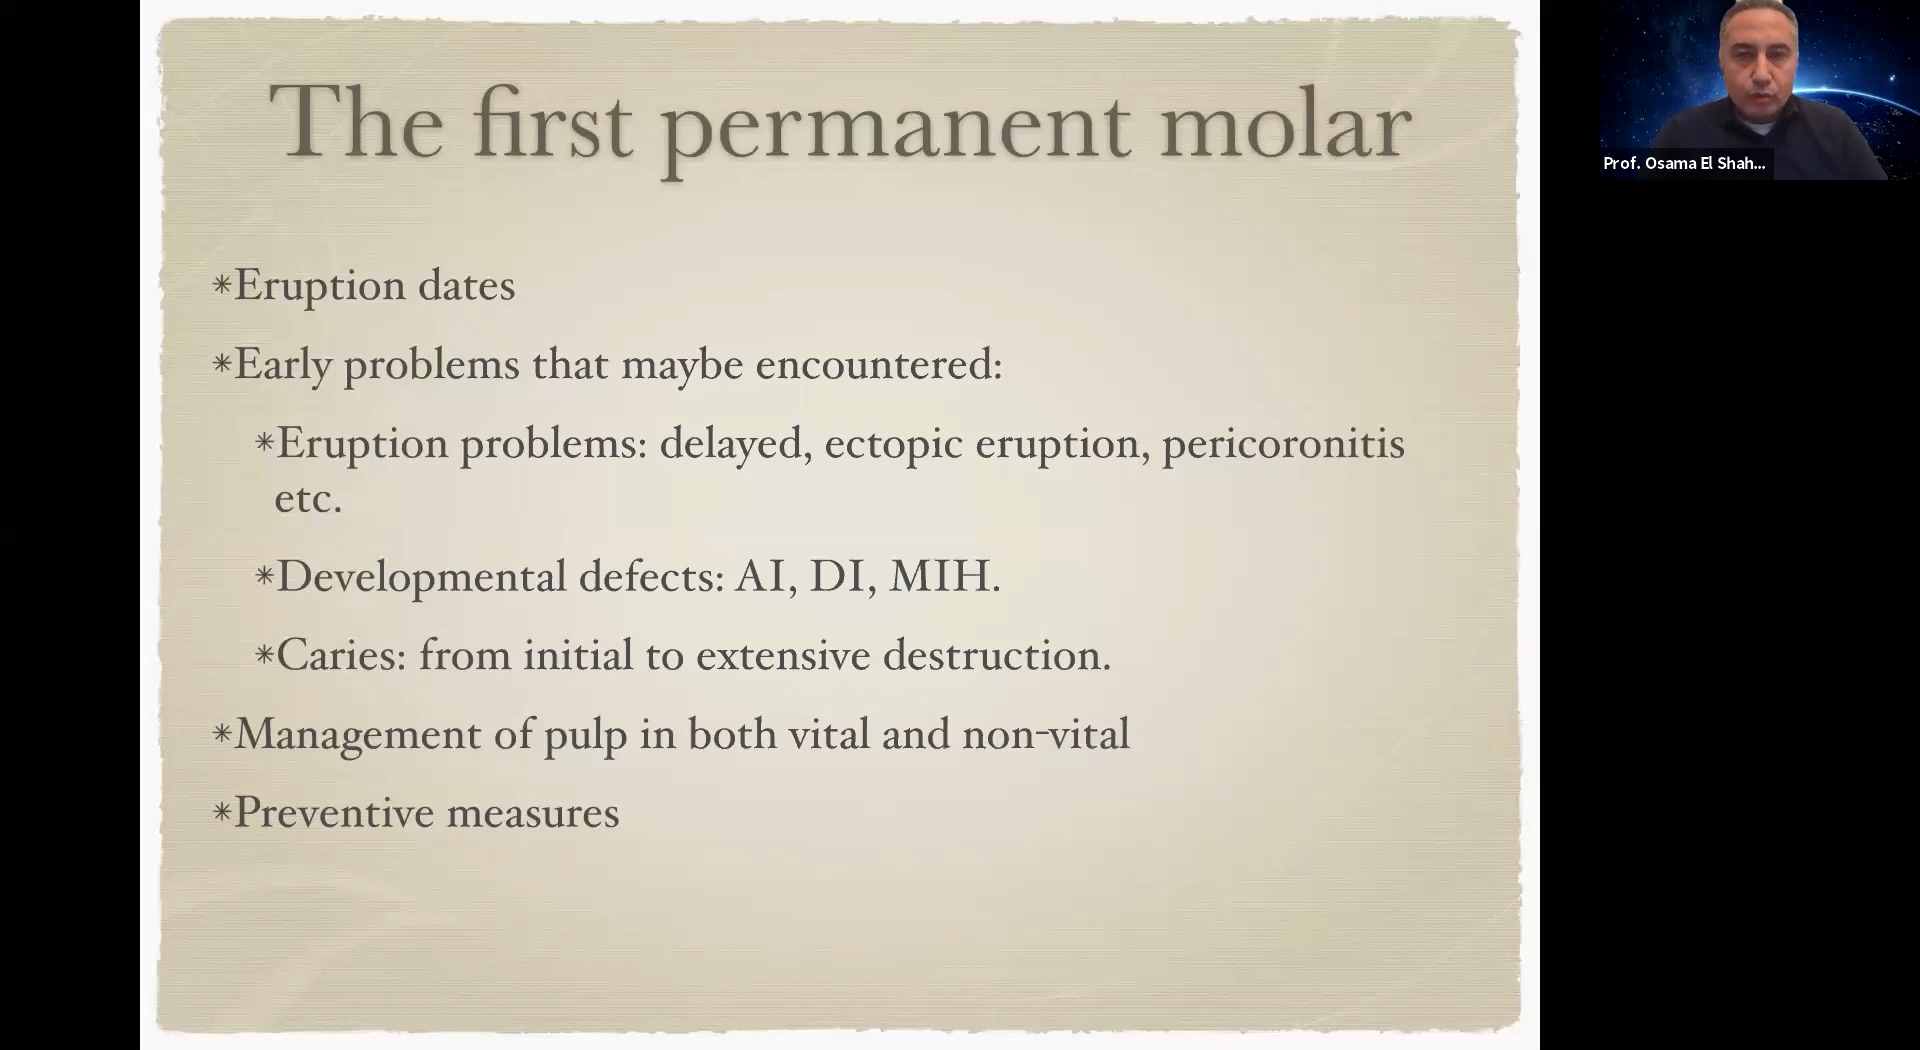 The first permanent molar
*Eruption dates
*Early problems that maybe encountered:
*Eruption problems: delayed, ectopic eruption, pericoronitis
etc.
*Developmental defects: AI, DI, MIH.
*Caries: from initial to extensive destruction.
*Management of pulp in both vital and non-vital
*Preventive measures
Prof. Osama El Shah...